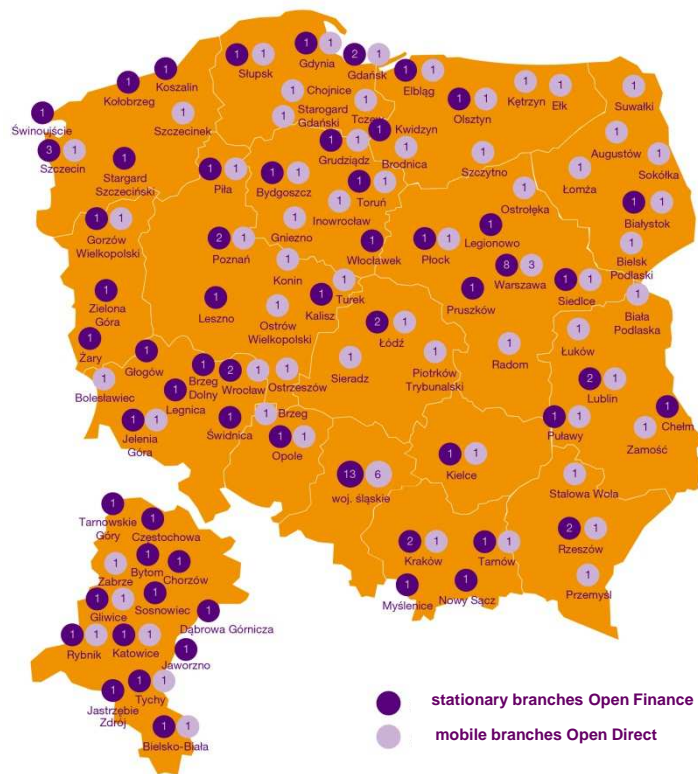 1 1
Gdynia
1 1
Słupsk
2 1
Gdańsk
1
Koszalin
1 1
Elbląg
1
Kołobrzeg
1
Chojnice
1
Tczew
1 1
Olsztyn
1
Kętrzyn
1
Ełk
1
Suwałki
1
Świnoujście
1
Szczecinek
1
Starogard
Gdański
1
Kwidzyn
1
Augustów
3 1
Szczecin
1 1
Grudziądz
1
Brodnica
1
Szczytno
1
Sokółka
1
Stargard
Szczeciński
1 1
Piła
1 1
Bydgoszcz
1 1
Toruń
1
Łomża
1
Ostrołęka
1 1
Białystok
1
Inowrocław
1 1
Gorzów
Wielkopolski
1
Gniezno
1
Legionowo
2 1
Poznań
1
Włocławek
1 1
Płock
1
Bielsk
Podlaski
1
Konin
8 3
Warszawa
1
Turek
1 1
Siedlce
1
Zielona
Góra
1
Leszno
1
Kalisz
1
Pruszków
1
Biała
Podlaska
1
Ostrów
Wielkopolski
2 1
Łódź
1
Łuków
1
Żary
1
Głogów
1
Sieradz
1
Piotrków
Trybunalski
1
Radom
1
Bolesławiec
1
Brzeg
Dolny
2 1
Wrocław
1
Ostrzeszów
2 1
Lublin
1
Legnica
1
Chełm
1 1
Jelenia
Góra
1
Świdnica
1
Brzeg
1 1
Puławy
1
Zamość
1 1
Opole
1 1
Kielce
13 6
woj. śląskie
1
Stalowa Wola
1
Tarnowskie
Góry
1
Częstochowa
2 1
Kraków
1 1
Tarnów
2 1
Rzeszów
1
Zabrze
1
Bytom
1
Chorzów
1
Myślenice
1
Nowy Sącz
1
Przemyśl
1 1
Gliwice
1
Sosnowiec
1
Dąbrowa Górnicza
1 1
Rybnik
1 1
Katowice
1
Jaworzno
1
Jastrzębie
Zdrój
1 1
Tychy
1 1
Bielsko-Biała
stationary branches Open Finance
mobile branches Open Direct